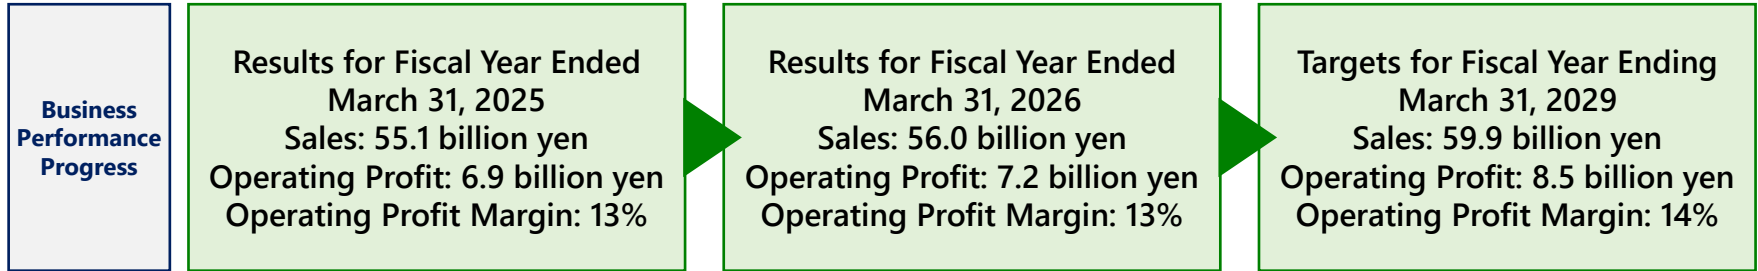 Business
Performance
Progress
Results for Fiscal Year Ended
March 31, 2025
Sales: 55.1 billion yen
Operating Profit: 6.9 billion yen
Operating Profit Margin: 13%
Results for Fiscal Year Ended
March 31, 2026
Sales: 56.0 billion yen
Operating Profit: 7.2 billion yen
Operating Profit Margin: 13%
Targets for Fiscal Year Ending
March 31, 2029
Sales: 59.9 billion yen
Operating Profit: 8.5 billion yen
Operating Profit Margin: 14%